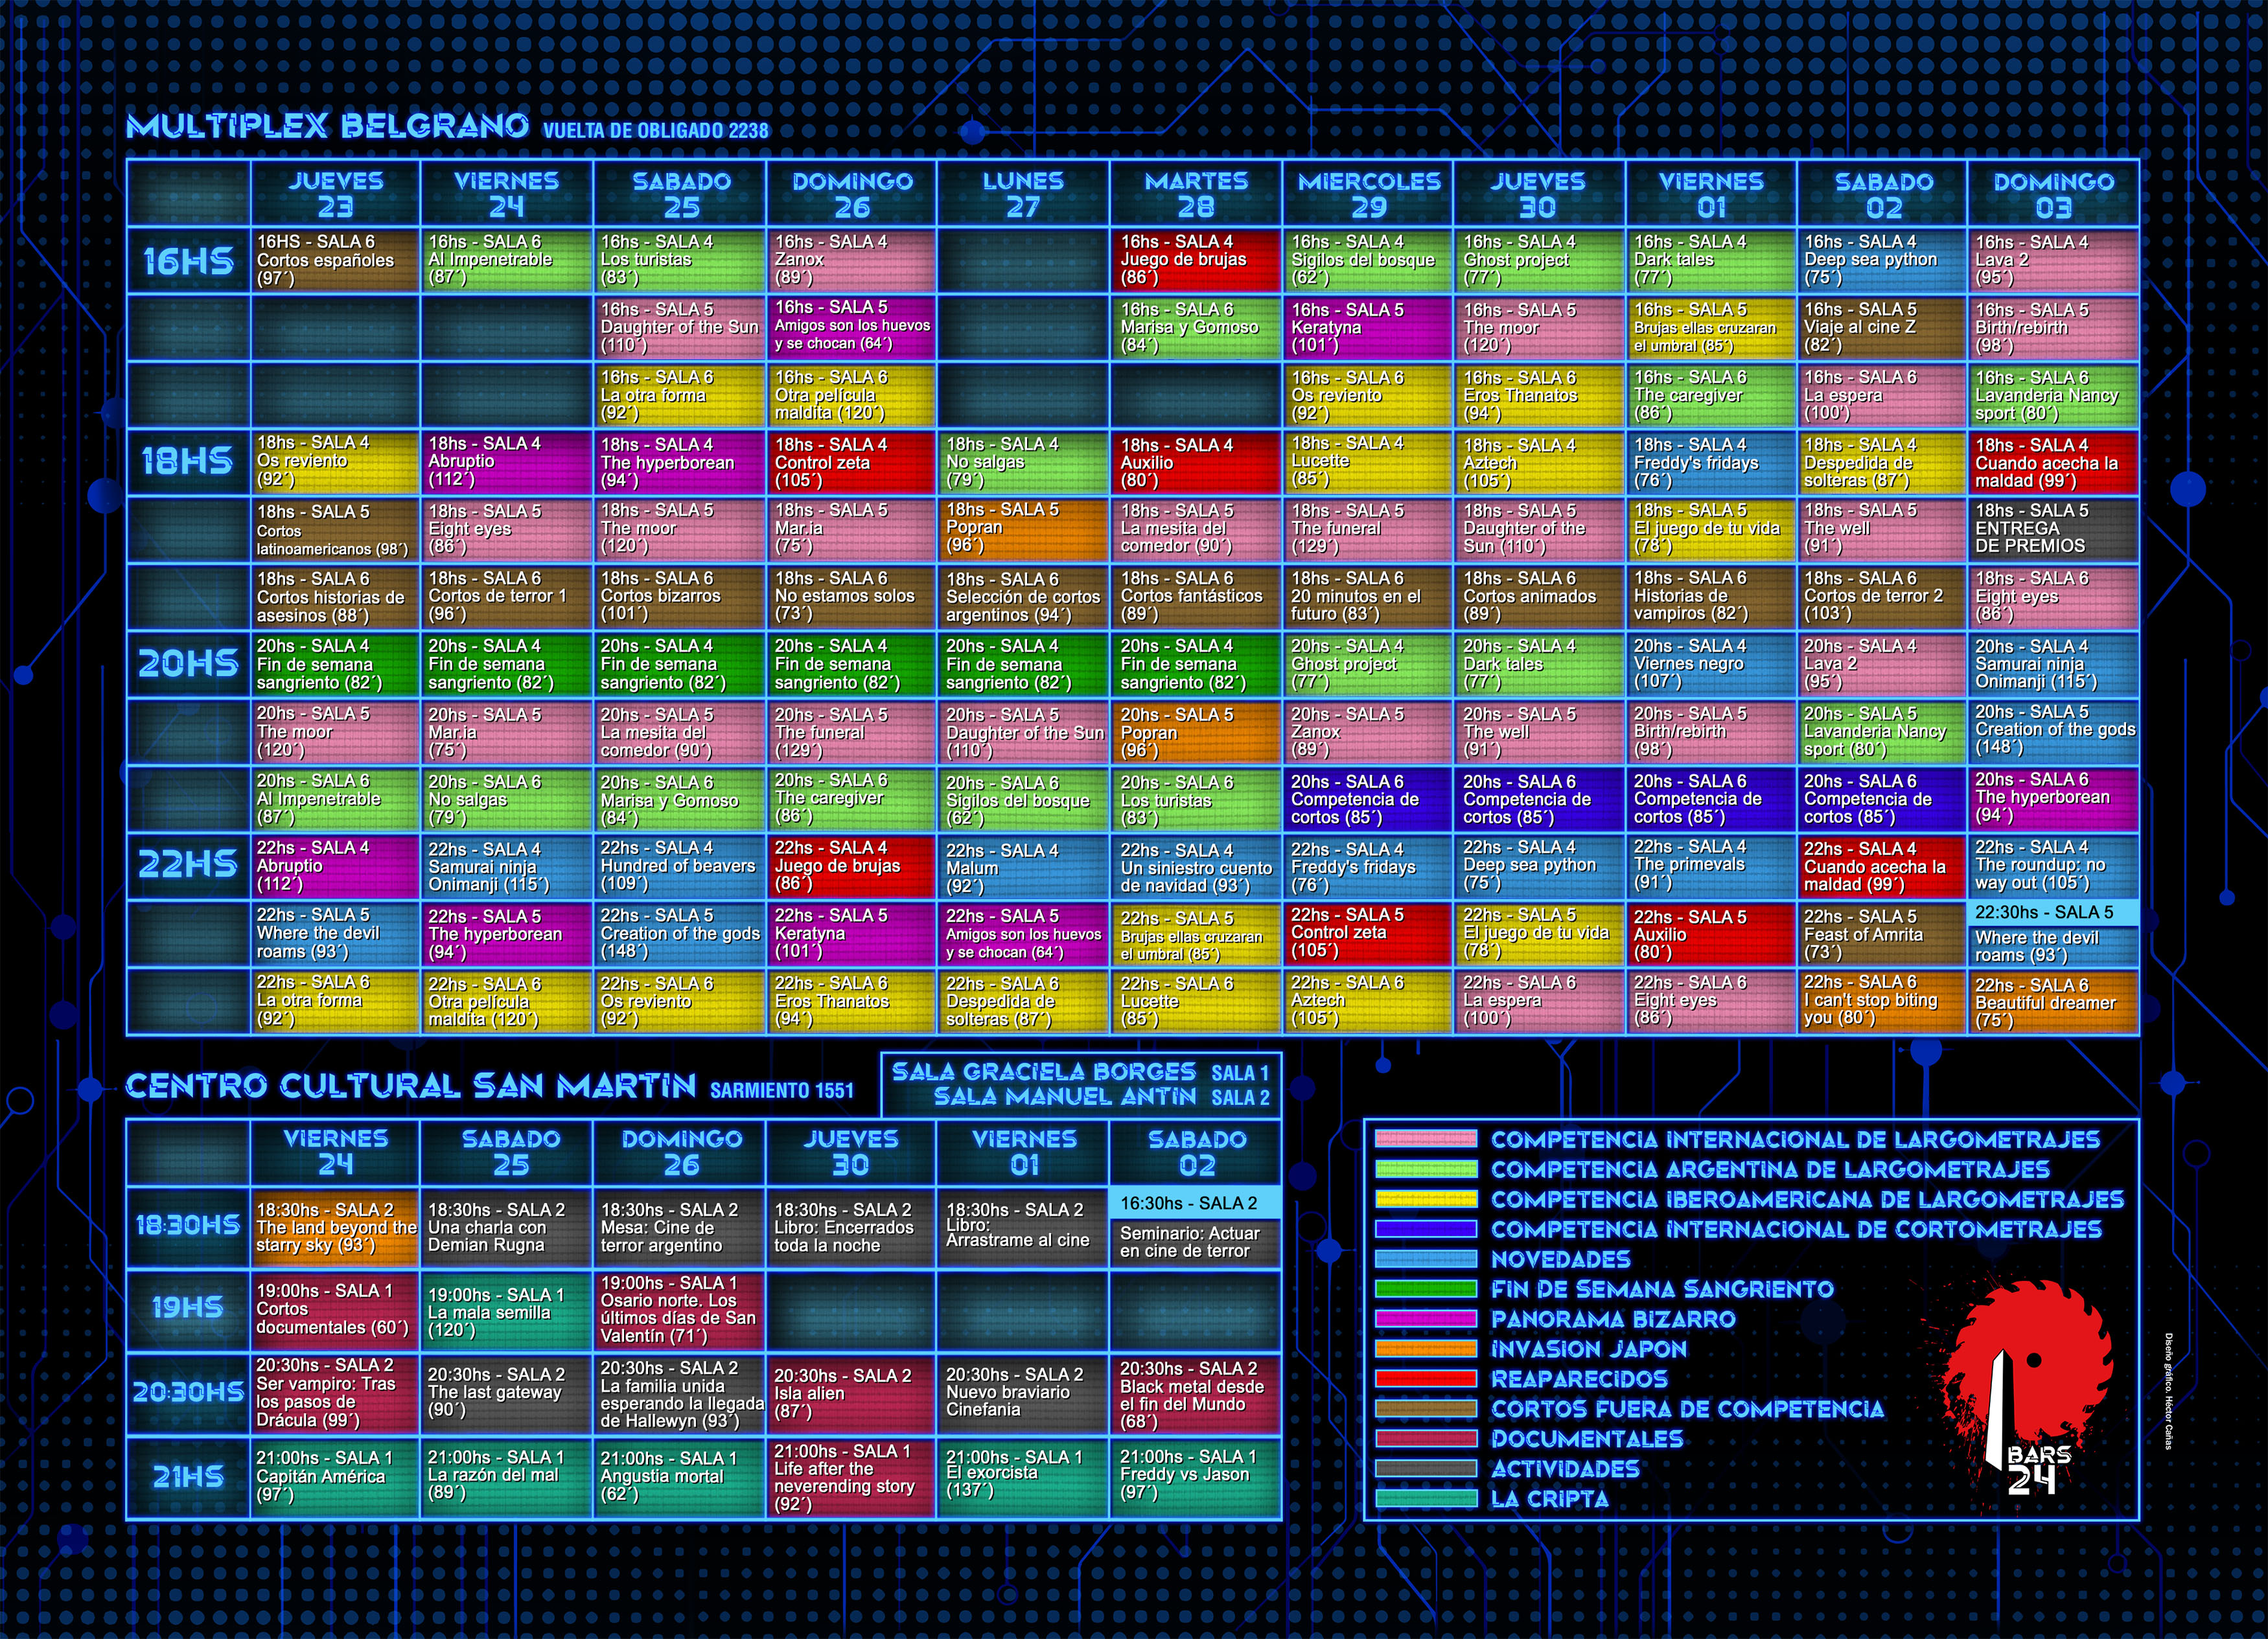 MULTIPLEX BELGRANO VUELTA DE OBLIGADO 2238
JUEVES
23
VIERNES
24
SABADO
25
DOMINGO
26
LUNES
27
MARTES
28
MIERCOLES
29
JUEVES
30
VIERNES
01
SABADO
02
DOMINGO
03
16HS
16HS - SALA 6
Cortos españoles
(97´)
16hs - SALA 6
Al Impenetrable
(87´)
16hs - SALA 4
Los turistas
(83´)
16hs - SALA 4
Zanox
(89´)
16hs - SALA 4
Juego de brujas
(86´)
16hs - SALA 4
Sigilos del bosque
(62´)
16hs - SALA 4
Ghost project
(77´)
16hs - SALA 4
Dark tales
(77´)
16hs - SALA 4
Deep sea python
(75´)
16hs - SALA 4
Lava 2
(95´)
16hs - SALA 5
Daughter of the Sun
(110´)
16hs - SALA 5
Amigos son los huevos
y se chocan (64´)
16hs - SALA 6
Marisa y Gomoso
(84´)
16hs - SALA 5
Keratyna
(101´)
16hs - SALA 5
The moor
(120´)
16hs - SALA 5
Brujas ellas cruzaran
el umbral (85´)
16hs - SALA 5
Viaje al cine Z
(82´)
16hs - SALA 5
Birth/rebirth
(98´)
16hs - SALA 6
La otra forma
(92´)
16hs - SALA 6
Otra película
maldita (120´)
16hs - SALA 6
Os reviento
(92´)
16hs - SALA 6
Eros Thanatos
(94´)
16hs - SALA 6
The caregiver
(86´)
16hs - SALA 6
La espera
(100')
16hs - SALA 6
Lavanderia Nancy
sport (80´)
18HS
18hs - SALA 4
Os reviento
(92´)
18hs - SALA 4
Abruptio
(112´)
18hs - SALA 4
The hyperborean
(94´)
18hs - SALA 4
Control zeta
(105´)
18hs - SALA 4
No salgas
(79´)
18hs - SALA 4
Auxilio
(80´)
18hs - SALA 4
Lucette
(85´)
18hs - SALA 4
Aztech
(105´)
18hs - SALA 4
Freddy's fridays
(76´)
18hs - SALA 4
Despedida de
solteras (87´)
18hs - SALA 4
Cuando acecha la
maldad (99´)
18hs - SALA 5
Cortos
latinoamericanos (98´)
18hs - SALA 5
Eight eyes
(86´)
18hs - SALA 5
The moor
(120´)
18hs - SALA 5
Mar.ia
(75´)
18hs - SALA 5
Popran
(96´)
18hs - SALA 5
La mesita del
comedor (90´)
18hs - SALA 5
The funeral
(129´)
18hs - SALA 5
Daughter of the
Sun (110´)
18hs - SALA 5
El juego de tu vida
(78´)
18hs - SALA 5
The well
(91´)
18hs - SALA 5
ENTREGA
DE PREMIOS
18hs - SALA 6
Cortos historias de
asesinos (88´)
18hs - SALA 6
Cortos de terror 1
(96´)
18hs - SALA 6
Cortos bizarros
(101´)
18hs - SALA 6
No estamos solos
(73´)
18hs - SALA 6
Selección de cortos
argentinos (94´)
18hs - SALA 6
Cortos fantásticos
(89´)
18hs - SALA 6
20 minutos en el
futuro (83´)
18hs - SALA 6
Cortos animados
(89´)
18hs - SALA 6
Historias de
vampiros (82´)
18hs - SALA 6
Cortos de terror 2
(103´)
18hs - SALA 6
Eight eyes
(86´)
20HS
20hs - SALA 4
Fin de semana
sangriento (82´)
20hs - SALA 4
Fin de semana
sangriento (82´)
20hs - SALA 4
Fin de semana
sangriento (82´)
20hs - SALA 4
Fin de semana
sangriento (82´)
20hs - SALA 4
Fin de semana
sangriento (82´)
20hs - SALA 4
Fin de semana
sangriento (82´)
20hs - SALA 4
Ghost project
(77´)
20hs - SALA 4
Dark tales
(77´)
20hs - SALA 4
Viernes negro
(107´)
20hs - SALA 4
Lava 2
(95´)
20hs - SALA 4
Samurai ninja
Onimanji (115´)
20hs - SALA 5
The moor
(120´)
20hs - SALA 5
Mar.ia
(75´)
20hs - SALA 5
La mesita del
comedor (90´)
20hs - SALA 5
The funeral
(129´)
20hs - SALA 5
Daughter of the Sun
(110´)
20hs - SALA 5
Popran
(96´)
20hs - SALA 5
Zanox
(89´)
20hs - SALA 5
The well
(91´)
20hs - SALA 5
Birth/rebirth
(98´)
20hs - SALA 5
Lavanderia Nancy
sport (80´)
20hs - SALA 5
Creation of the gods
(148´)
20hs - SALA 6
Al Impenetrable
(87´)
20hs - SALA 6
No salgas
(79´)
20hs - SALA 6
Marisa y Gomoso
(84´)
20hs - SALA 6
The caregiver
(86´)
20hs - SALA 6
Sigilos del bosque
(62´)
20hs - SALA 6
Los turistas
(83´)
20hs - SALA 6
Competencia de
cortos (85´)
20hs - SALA 6
Competencia de
cortos (85´)
20hs - SALA 6
Competencia de
cortos (85´)
20hs - SALA 6
Competencia de
cortos (85´)
20hs - SALA 6
The hyperborean
(94´)
22HS
22hs - SALA 4
Abruptio
(112´)
22hs - SALA 4
Samurai ninja
Onimanji (115´)
22hs - SALA 4
Hundred of beavers
(109´)
22hs - SALA 4
Juego de brujas
(86´)
22hs - SALA 4
Malum
(92´)
22hs - SALA 4
Un siniestro cuento
de navidad (93´)
22hs - SALA 4
Freddy's fridays
(76´)
22hs - SALA 4
Deep sea python
(75´)
22hs - SALA 4
The primevals
(91´)
22hs - SALA 4
Cuando acecha la
maldad (99´)
22hs - SALA 4
The roundup: no
way out (105´)
22hs - SALA 5
Where the devil
roams (93´)
22hs - SALA 5
The hyperborean
(94´)
22hs - SALA 5
Creation of the gods
(148´)
22hs - SALA 5
Keratyna
(101´)
22hs - SALA 5
Amigos son los huevos
y se chocan (64´)
22hs - SALA 5
Brujas ellas cruzaran
el umbral (85´)
22hs - SALA 5
Control zeta
(105´)
22hs - SALA 5
El juego de tu vida
(78´)
22hs - SALA 5
Auxilio
(80´)
22hs - SALA 5
Feast of Amrita
(73´)
22:30hs - SALA 5
Where the devil
roams (93´)
22hs - SALA 6
La otra forma
(92´)
22hs - SALA 6
Otra película
maldita (120´)
22hs - SALA 6
Os reviento
(92´)
22hs - SALA 6
Eros Thanatos
(94´)
22hs - SALA 6
Despedida de
solteras (87´)
22hs - SALA 6
Lucette
(85´)
22hs - SALA 6
Aztech
(105´)
22hs - SALA 6
La espera
(100´)
22hs - SALA 6
Eight eyes
(86´)
22hs - SALA 6
I can't stop biting
you (80´)
22hs - SALA 6
Beautiful dreamer
(75´)
CENTRO CULTURAL SAN MARTIN SARMIENTO 1551
SALA GRACIELA BORGES SALA 1
SALA MANUEL ANTIN SALA 2
VIERNES
24
SABADO
25
DOMINGO
26
JUEVES
30
VIERNES
01
SABADO
02
18:30HS
18:30hs - SALA 2
The land beyond the
starry sky (93´)
18:30hs - SALA 2
Una charla con
Demian Rugna
18:30hs - SALA 2
Mesa: Cine de
terror argentino
18:30hs - SALA 2
Libro: Encerrados
toda la noche
18:30hs - SALA 2
Libro:
Arrastrame al cine
16:30hs - SALA 2
Seminario: Actuar
en cine de terror
19HS
19:00hs - SALA 1
Cortos
documentales (60´)
19:00hs - SALA 1
La mala semilla
(120´)
19:00hs - SALA 1
Osario norte. Los
últimos días de San
Valentín (71´)
20:30HS
20:30hs - SALA 2
Ser vampiro: Tras
los pasos de
Drácula (99´)
20:30hs - SALA 2
The last gateway
(90´)
20:30hs - SALA 2
La familia unida
esperando la llegada
de Hallewyn (93´)
20:30hs - SALA 2
Isla alien
(87´)
20:30hs - SALA 2
Nuevo braviario
Cinefania
20:30hs - SALA 2
Black metal desde
el fin del Mundo
(68´)
21HS
21:00hs - SALA 1
Capitán América
(97´)
21:00hs - SALA 1
La razón del mal
(89´)
21:00hs - SALA 1
Angustia mortal
(62´)
21:00hs - SALA 1
Life after the
neverending story
(92´)
21:00hs - SALA 1
El exorcista
(137´)
21:00hs - SALA 1
Freddy vs Jason
(97´)
COMPETENCIA INTERNACIONAL DE LARGOMETRAJES
COMPETENCIA ARGENTINA DE LARGOMETRAJES
COMPETENCIA IBEROAMERICANA DE LARGOMETRAJES
COMPETENCIA INTERNACIONAL DE CORTOMETRAJES
NOVEDADES
FIN DE SEMANA SANGRIENTO
PANORAMA BIZARRO
INVASION JAPON
REAPARECIDOS
CORTOS FUERA DE COMPETENCIA
DOCUMENTALES
ACTIVIDADES
LA CRIPTA
BARS
24
Diseño gráfico. Héctor Cañas